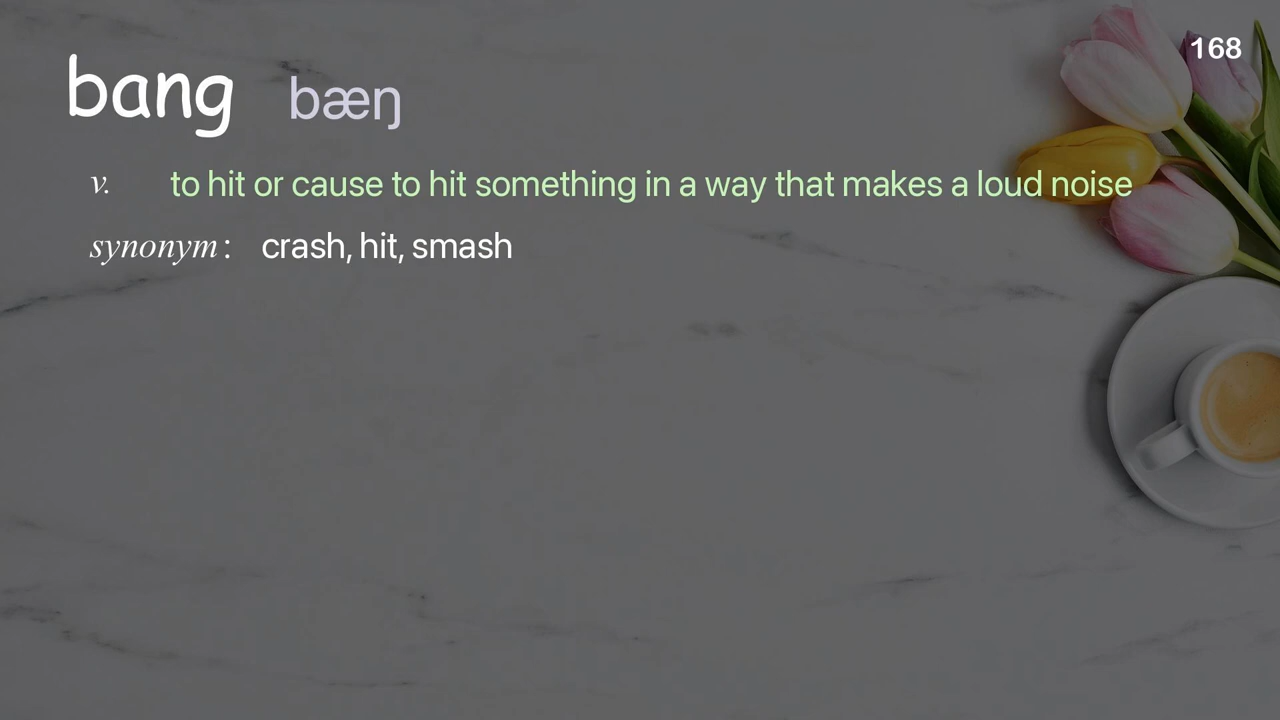 168
bang bæŋ
v. to hit or cause to hit something in a way that makes a loud noise
synonym : crash, hit, smash